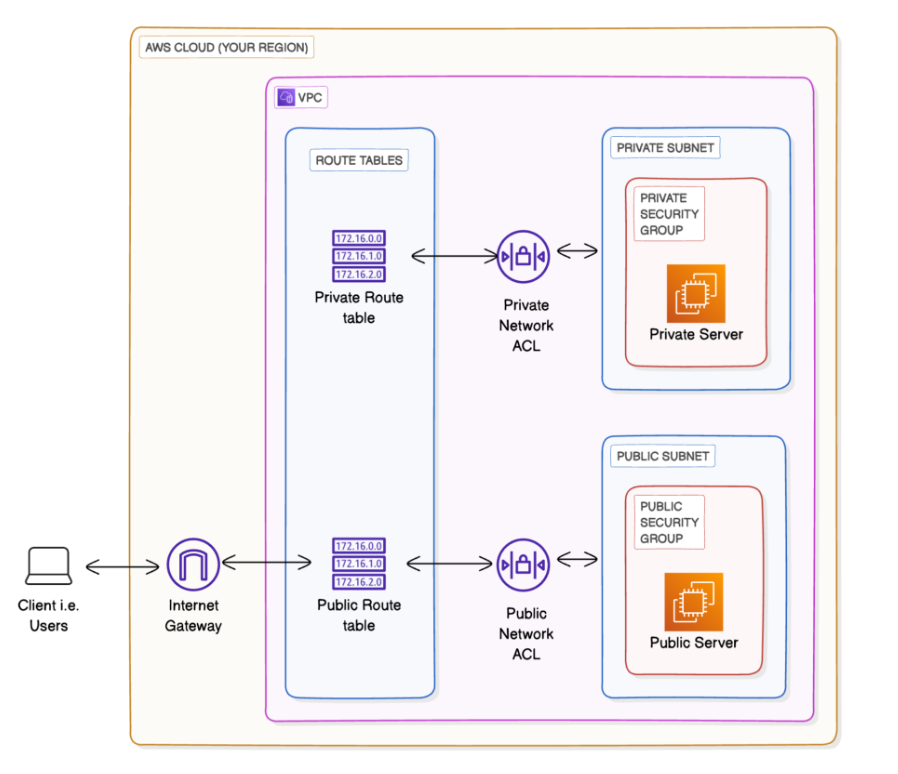 AWS CLOUD (YOUR REGION)
VPC
ROUTE TABLES
172.16.0.0
172.16.1.0
172.16.2.0
Private Route
table
Private
Network
ACL
PRIVATE SUBNET
PRIVATE
SECURITY
GROUP
Private Server
Client i.e.
Users
Internet
Gateway
172.16.0.0
172.16.1.0
172.16.2.0
Public Route
table
Public
Network
ACL
PUBLIC SUBNET
PUBLIC
SECURITY
GROUP
Public Server